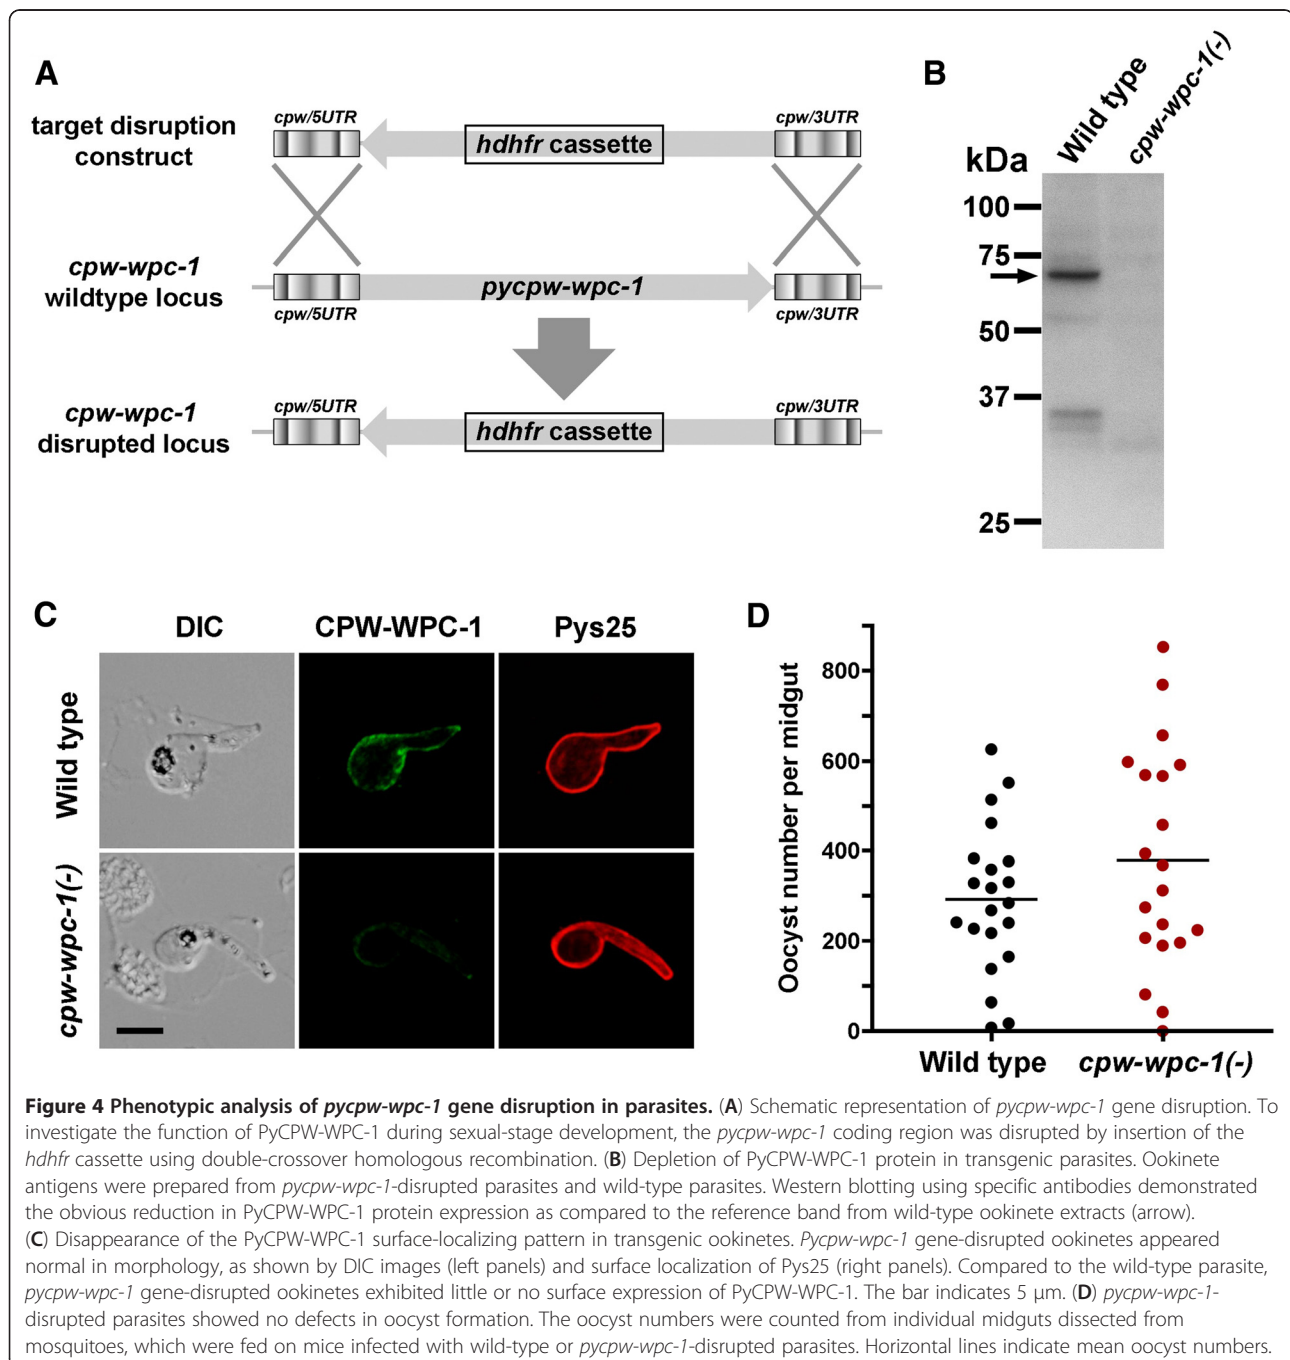 A
target disruption
construct
cpw/5UTR
hdhfr cassette
cpw/3UTR
cpw-wpc-1
wildtype locus
pycpw-wpc-1
cpw/5UTR
cpw/3UTR
cpw-wpc-1
disrupted locus
cpw/5UTR
hdhfr cassette
cpw/3UTR
B
Wild type
cpw-wpc-1(-)
kDa
100
75
50
37
25
C
DIC
CPW-WPC-1
Pys25
Wild type
cpw-wpc-1(-)
D
Oocyst number per midgut
800
600
400
200
0
Wild type
cpw-wpc-1(-)
Figure 4 Phenotypic analysis of pycpw-wpc-1 gene disruption in parasites. (A) Schematic representation of pycpw-wpc-1 gene disruption. To
investigate the function of PyCPW-WPC-1 during sexual-stage development, the pycpw-wpc-1 coding region was disrupted by insertion of the
hdhfr cassette using double-crossover homologous recombination. (B) Depletion of PyCPW-WPC-1 protein in transgenic parasites. Ookinete
antigens were prepared from pycpw-wpc-1-disrupted parasites and wild-type parasites. Western blotting using specific antibodies demonstrated
the obvious reduction in PyCPW-WPC-1 protein expression as compared to the reference band from wild-type ookinete extracts (arrow).
(C) Disappearance of the PyCPW-WPC-1 surface-localizing pattern in transgenic ookinetes. Pycpw-wpc-1 gene-disrupted ookinetes appeared
normal in morphology, as shown by DIC images (left panels) and surface localization of Pys25 (right panels). Compared to the wild-type parasite,
pycpw-wpc-1 gene-disrupted ookinetes exhibited little or no surface expression of PyCPW-WPC-1. The bar indicates 5 μm. (D) pycpw-wpc-1-
disrupted parasites showed no defects in oocyst formation. The oocyst numbers were counted from individual midguts dissected from
mosquitoes, which were fed on mice infected with wild-type or pycpw-wpc-1-disrupted parasites. Horizontal lines indicate mean oocyst numbers.